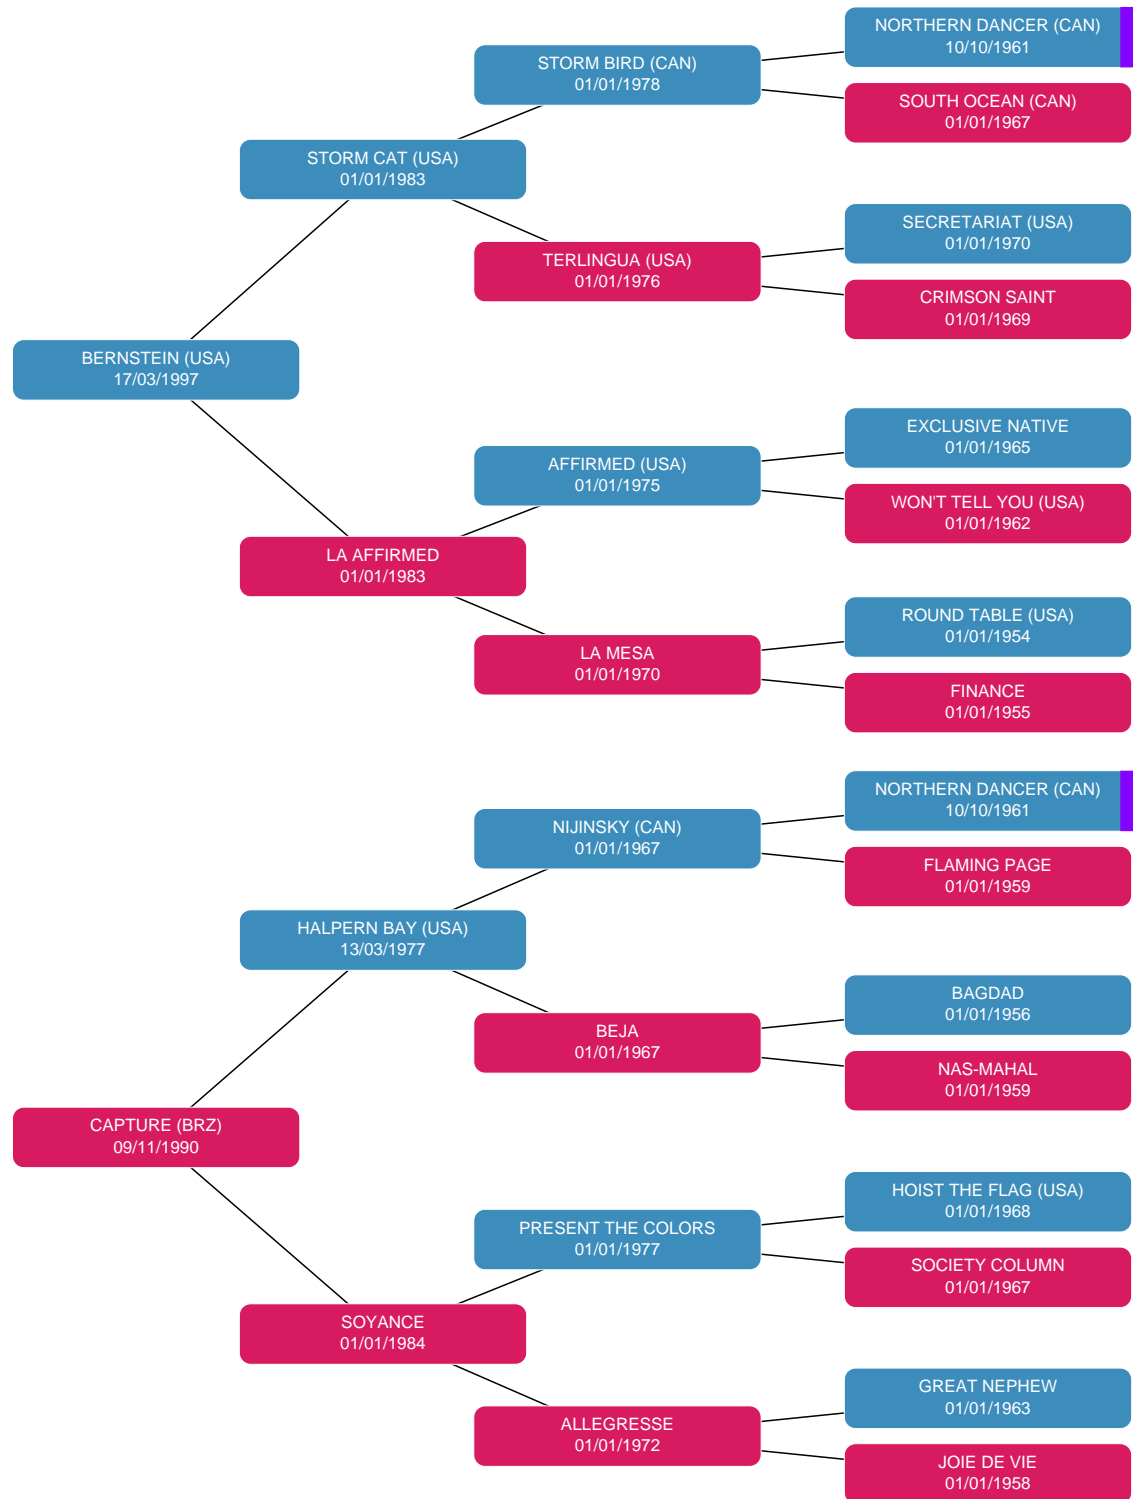 NORTHERN DANCER (CAN)
10/10/1961
STORM BIRD (CAN)
01/01/1978
SOUTH OCEAN (CAN)
01/01/1967
STORM CAT (USA)
01/01/1983
SECRETARIAT (USA)
01/01/1970
TERLINGUA (USA)
01/01/1976
CRIMSON SAINT
01/01/1969
BERNSTEIN (USA)
17/03/1997
EXCLUSIVE NATIVE
01/01/1965
AFFIRMED (USA)
01/01/1975
WON'T TELL YOU (USA)
01/01/1962
LA AFFIRMED
01/01/1983
ROUND TABLE (USA)
01/01/1954
LA MESA
01/01/1970
FINANCE
01/01/1955
NORTHERN DANCER (CAN)
10/10/1961
NIJINSKY (CAN)
01/01/1967
FLAMING PAGE
01/01/1959
HALPERN BAY (USA)
13/03/1977
BAGDAD
01/01/1956
BEJA
01/01/1967
NAS-MAHAL
01/01/1959
CAPTURE (BRZ)
09/11/1990
HOIST THE FLAG (USA)
01/01/1968
PRESENT THE COLORS
01/01/1977
SOCIETY COLUMN
01/01/1967
SOYANCE
01/01/1984
GREAT NEPHEW
01/01/1963
ALLEGRESSE
01/01/1972
JOIE DE VIE
01/01/1958